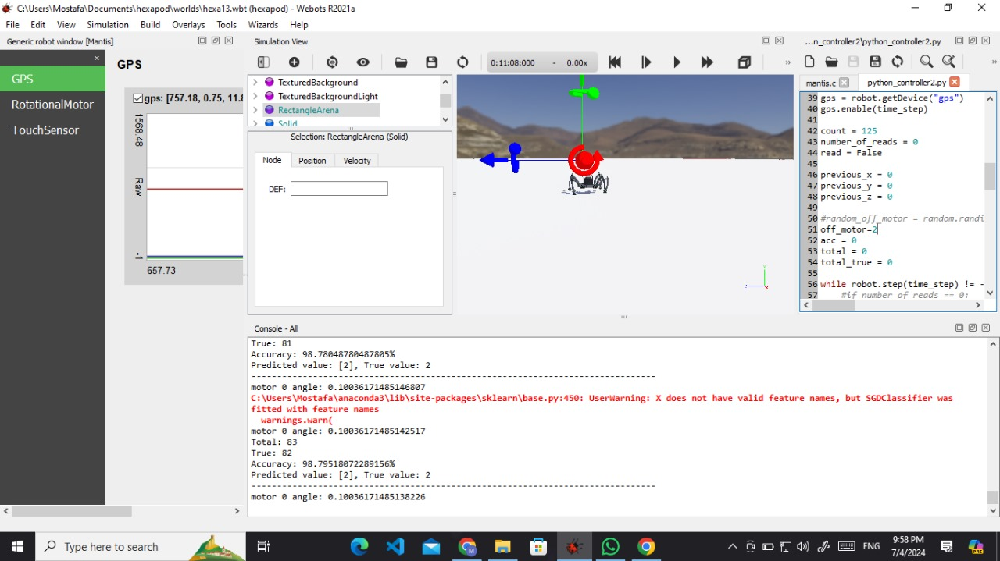 C:\Users\Mostafa\Documents\hexapod\worlds\hexa13.wbt (hexapod) - Webots R2021a
File Edit View Simulation Build Overlays Tools Wizards Help
Generic robot window [Mantis]
×
GPS
RotationalMotor
TouchSensor
GPS
gps: [757.18, 0.75, 11.8
1568.48
Raw
-1
657.73
Simulation View
0:11:08:000 - 0.00x
»
TexturedBackground
TexturedBackgroundLight
RectangleArena
Solid
Selection: RectangleArena (Solid)
Node Position Velocity
DEF:
...n_controller2\python_controller2.py
»
mantis.c python_controller2.py
39 gps = robot.getDevice("gps")
40 gps.enable(time_step)
41
42 count = 125
43 number_of_reads = 0
44 read = False
45
46 previous_x = 0
47 previous_y = 0
48 previous_z = 0
49
50 #random_off_motor = random.randi
51 off_motor=2
52 acc = 0
53 total = 0
54 total_true = 0
55
56 while robot.step(time_step) != -
57 #if number of reads == 0:
Console - All
True: 81
Accuracy: 98.78048780487805%
Predicted value: [2], True value: 2
--------------------------------------------------------------------------------
motor 0 angle: 0.10036171485146807
C:\Users\Mostafa\anaconda3\lib\site-packages\sklearn\base.py:450: UserWarning: X does not have valid feature names, but SGDClassifier was
fitted with feature names
warnings.warn(
motor 0 angle: 0.10036171485142517
Total: 83
True: 82
Accuracy: 98.79518072289156%
Predicted value: [2], True value: 2
--------------------------------------------------------------------------------
motor 0 angle: 0.10036171485138226
Type here to search
ENG
9:58 PM
7/4/2024
PRE